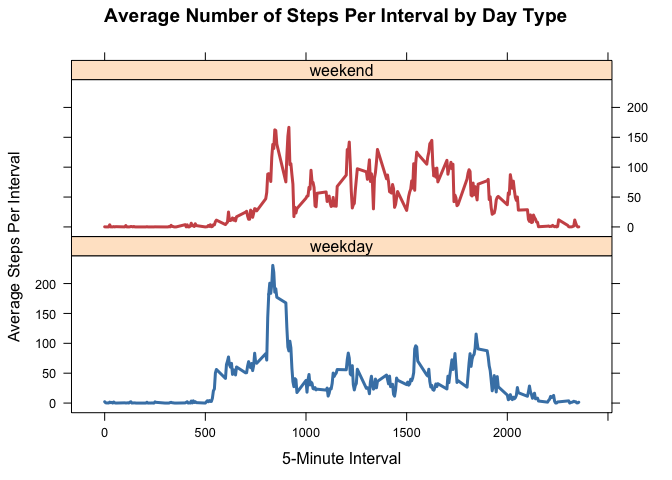 Average Number of Steps Per Interval by Day Type
weekend
200
150
100
50
0
weekday
200
150
100
50
0
Average Steps Per Interval
0 500 1000 1500 2000
5-Minute Interval